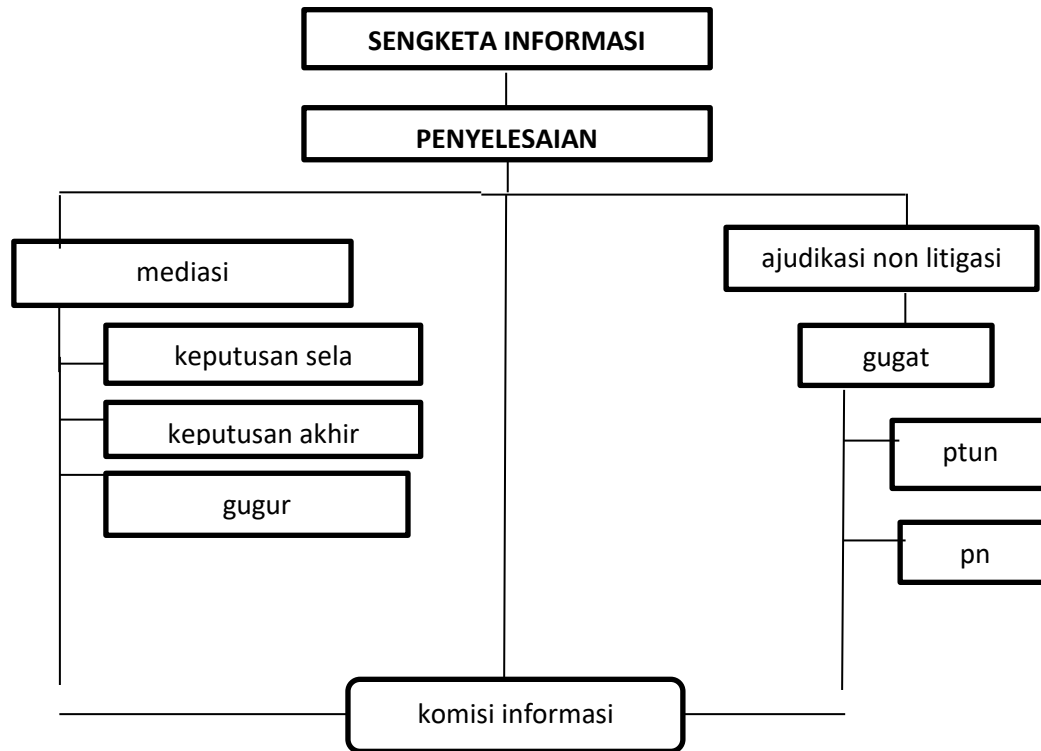 SENGKETA INFORMASI
PENYELESAIAN
mediasi
ajudikasi non litigasi
keputusan sela
gugat
keputusan akhir
ptun
gugur
pn
komisi informasi